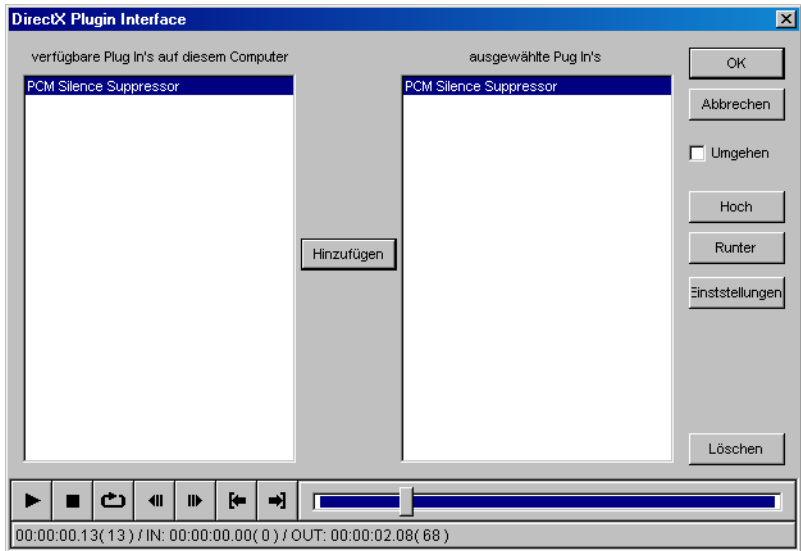 DirectX Plugin Interface
verfügbare Plug In's auf diesem Computer
ausgewählte Pug In's
PCM Silence Suppressor
PCM Silence Suppressor
OK
Abbrechen
Umgehen
Hoch
Hinzufügen
Runter
Einststellungen
Löschen
00:00:00.13( 13 ) / IN: 00:00:00.00( 0 ) / OUT: 00:00:02.08( 68 )